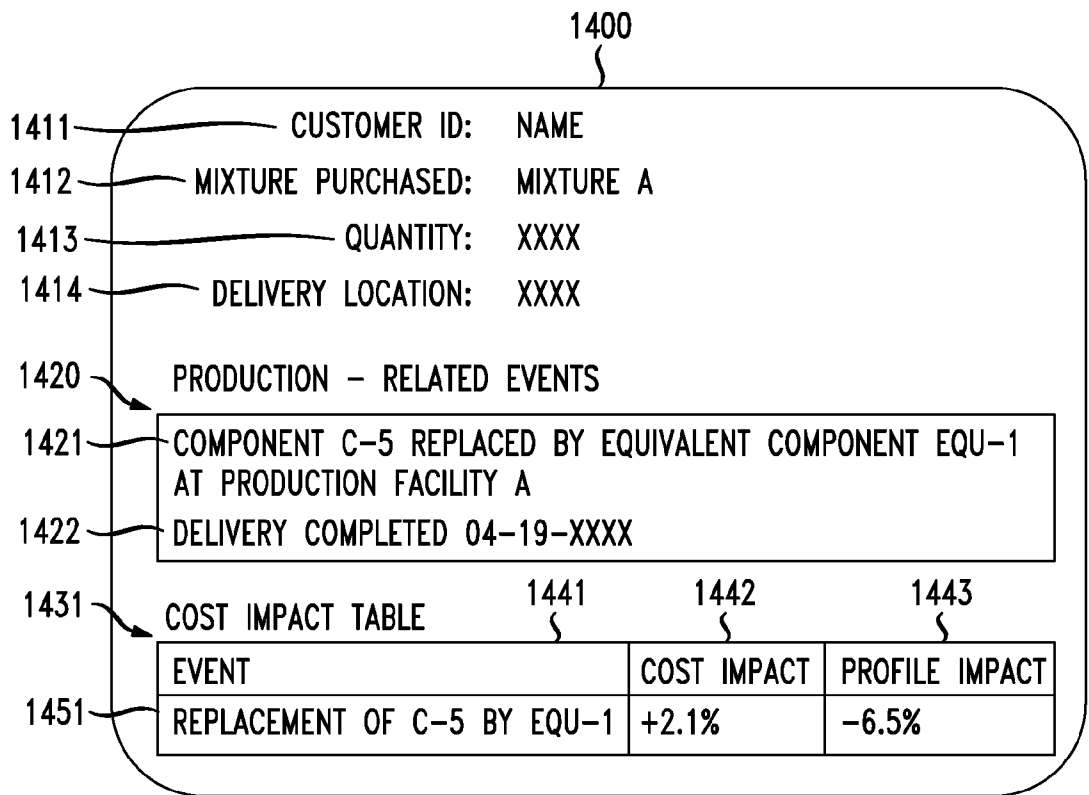 1400
1411 CUSTOMER ID: NAME
1412 MIXTURE PURCHASED: MIXTURE A
1413 QUANTITY: XXXX
1414 DELIVERY LOCATION: XXXX
1420 PRODUCTION – RELATED EVENTS
1421 COMPONENT C–5 REPLACED BY EQUIVALENT COMPONENT EQU–1
AT PRODUCTION FACILITY A
1422 DELIVERY COMPLETED 04–19–XXXX
1441 1442 1443
1431 COST IMPACT TABLE
EVENT COST IMPACT PROFILE IMPACT
1451 REPLACEMENT OF C–5 BY EQU–1 +2.1% –6.5%